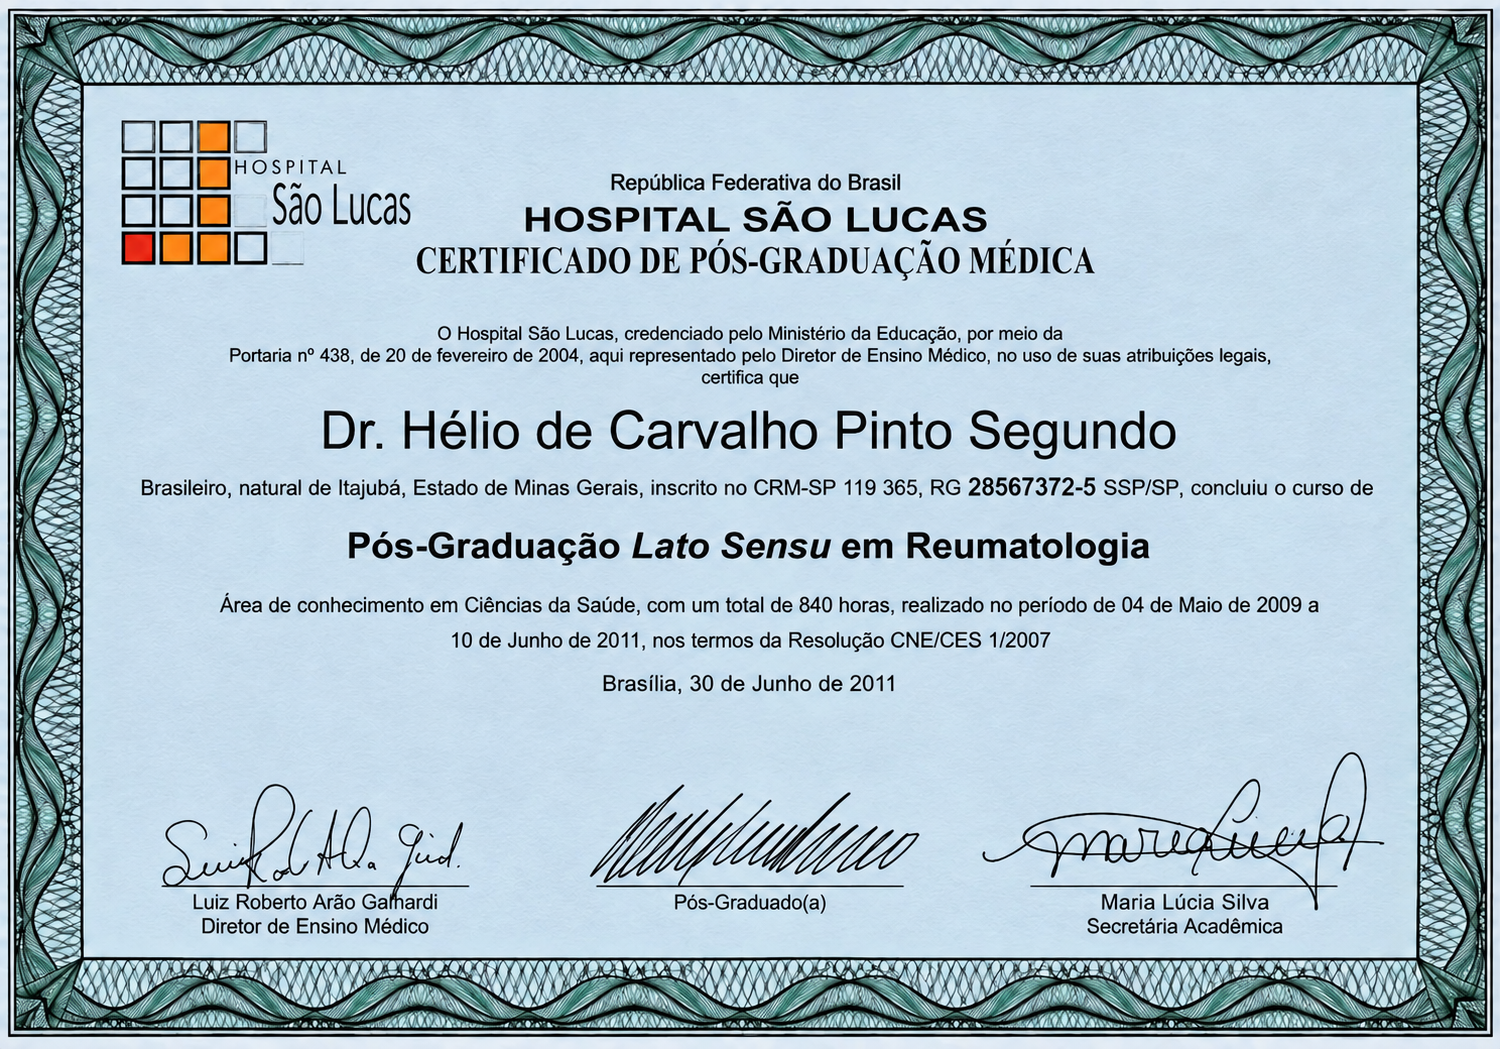 HOSPITAL
São Lucas
República Federativa do Brasil
HOSPITAL SÃO LUCAS
CERTIFICADO DE PÓS-GRADUAÇÃO MÉDICA
O Hospital São Lucas, credenciado pelo Ministério da Educação, por meio da
Portaria nº 438, de 20 de fevereiro de 2004, aqui representado pelo Diretor de Ensino Médico, no uso de suas atribuições legais,
certifica que
Dr. Hélio de Carvalho Pinto Segundo
Brasileiro, natural de Itajubá, Estado de Minas Gerais, inscrito no CRM-SP 119 365, RG 28567372-5 SSP/SP, concluiu o curso de
Pós-Graduação Lato Sensu em Reumatologia
Área de conhecimento em Ciências da Saúde, com um total de 840 horas, realizado no período de 04 de Maio de 2009 a
10 de Junho de 2011, nos termos da Resolução CNE/CES 1/2007
Brasília, 30 de Junho de 2011
Luiz Roberto Arão
Diretor de Ensino Médico
Pós-Graduado(a)
Maria Lúcia Silva
Secretária Acadêmica